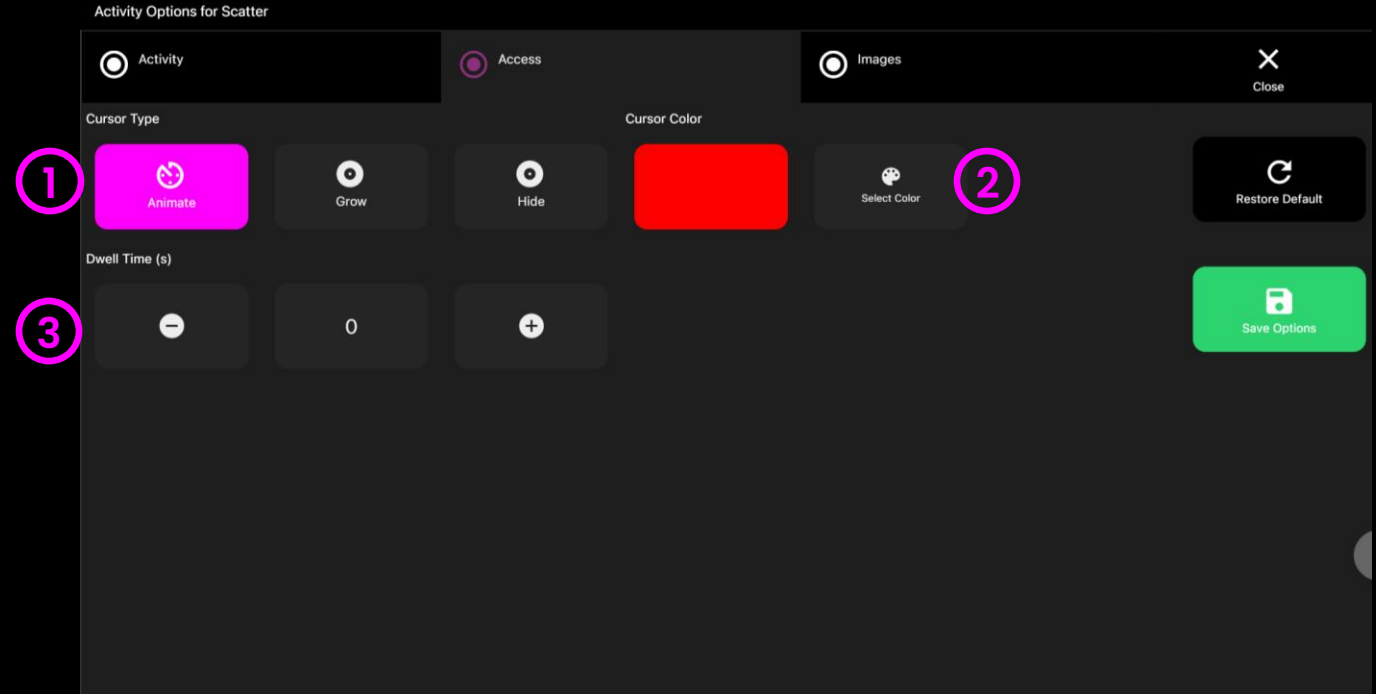 Activity Options for Scatter
Activity
Access
Images
Close
Cursor Type
Cursor Color
1
Animate
Grow
Hide
Select Color
2
Restore Default
Dwell Time (s)
3
0
Save Options